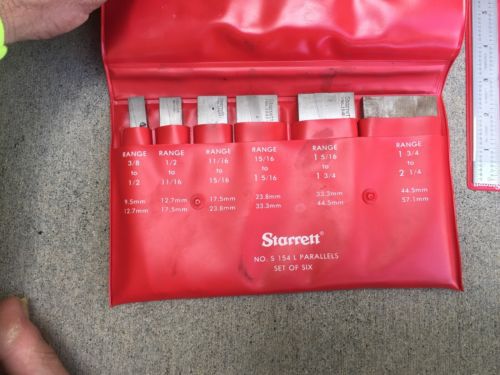 RANGE
3/8
to
1/2
9.5mm
12.7mm
RANGE
1/2
to
11/16
12.7mm
17.5mm
RANGE
11/16
to
15/16
17.5mm
23.8mm
RANGE
15/16
to
1 5/16
23.8mm
33.3mm
RANGE
1 5/16
to
1 3/4
33.3mm
44.5mm
RANGE
1 3/4
to
2 1/4
44.5mm
57.1mm
Starrett
NO. S 154 L PARALLELS
SET OF SIX